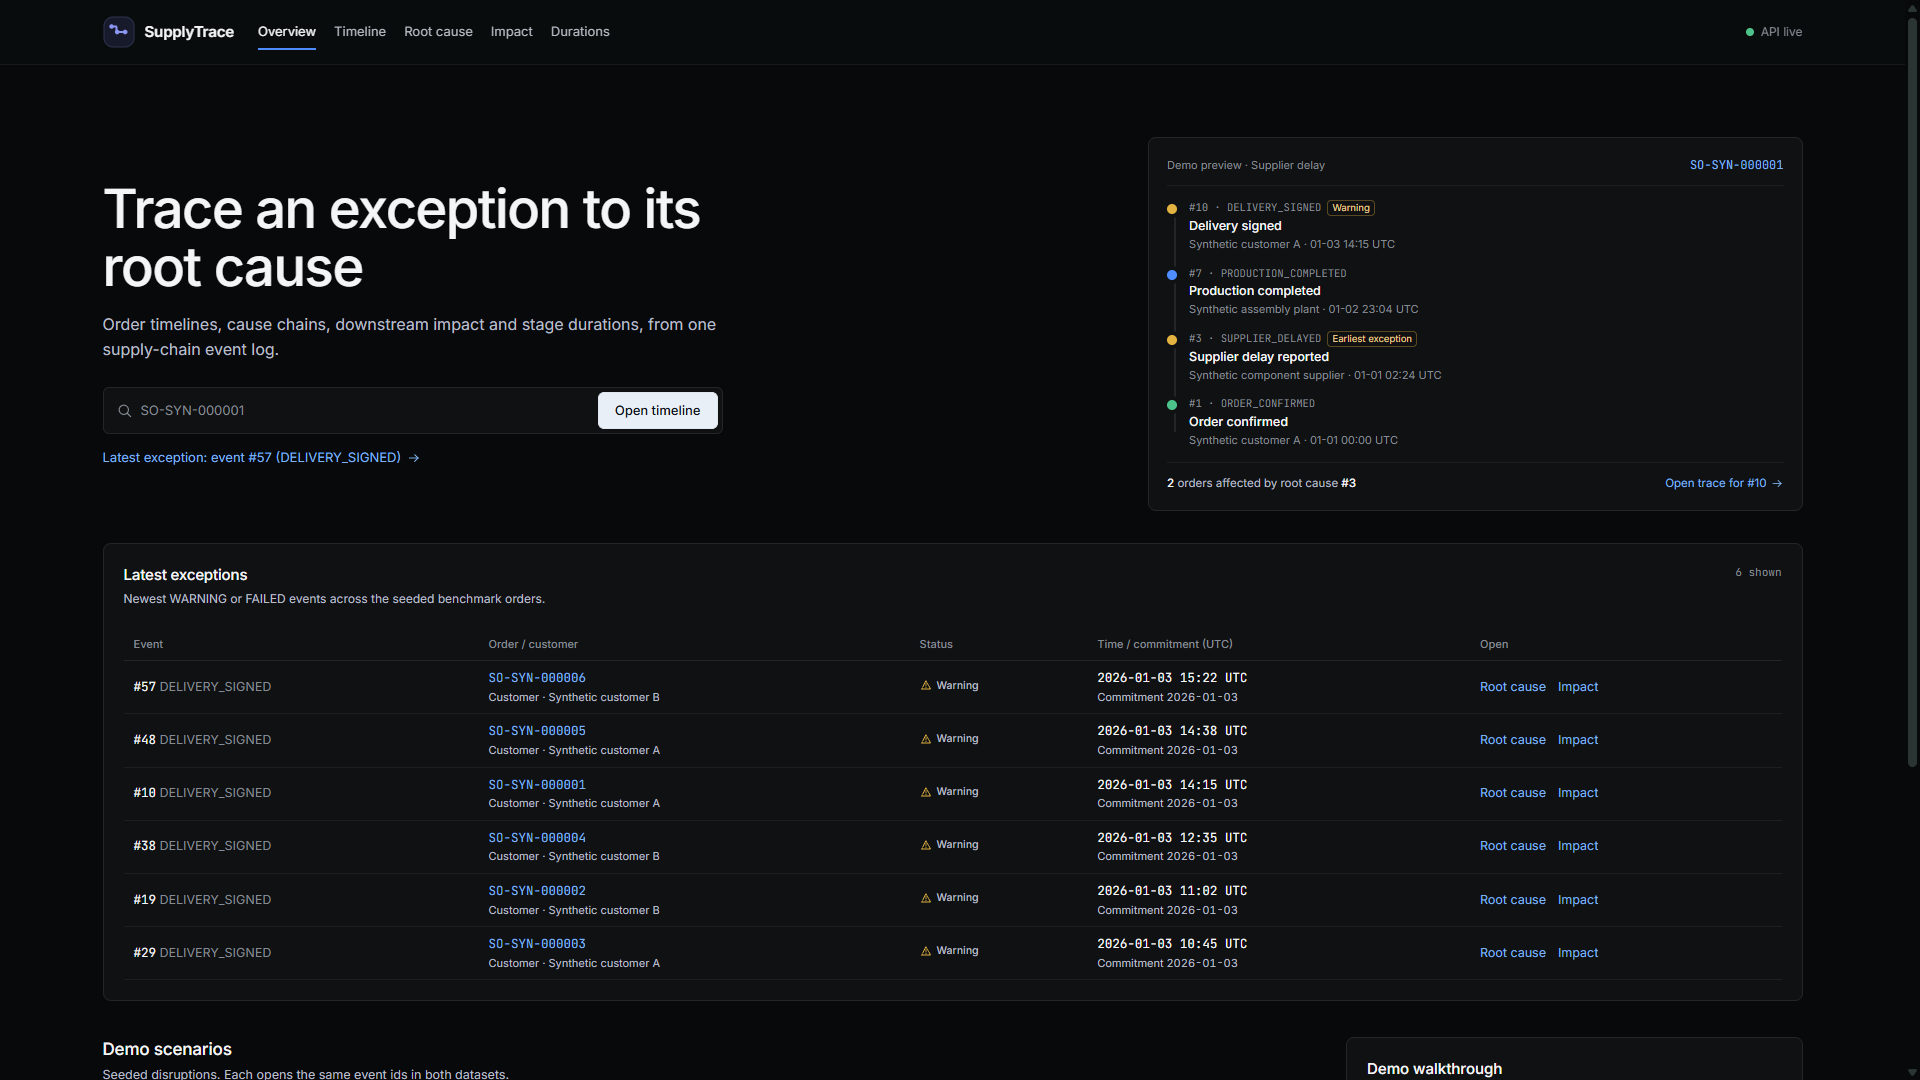 SupplyTrace
Overview
Timeline
Root cause
Impact
Durations
API live
Trace an exception to its
root cause
Order timelines, cause chains, downstream impact and stage durations, from one
supply-chain event log.
SO-SYN-000001
Open timeline
Latest exception: event #57 (DELIVERY_SIGNED) →
Demo preview · Supplier delay
SO-SYN-000001
#10 · DELIVERY_SIGNED Warning
Delivery signed
Synthetic customer A · 01-03 14:15 UTC
#7 · PRODUCTION_COMPLETED
Production completed
Synthetic assembly plant · 01-02 23:04 UTC
#3 · SUPPLIER_DELAYED Earliest exception
Supplier delay reported
Synthetic component supplier · 01-01 02:24 UTC
#1 · ORDER_CONFIRMED
Order confirmed
Synthetic customer A · 01-01 00:00 UTC
2 orders affected by root cause #3
Open trace for #10 →
Latest exceptions
6 shown
Newest WARNING or FAILED events across the seeded benchmark orders.
Event
Order / customer
Status
Time / commitment (UTC)
Open
#57 DELIVERY_SIGNED
SO-SYN-000006
Customer · Synthetic customer B
Warning
2026-01-03 15:22 UTC
Commitment 2026-01-03
Root cause
Impact
#48 DELIVERY_SIGNED
SO-SYN-000005
Customer · Synthetic customer A
Warning
2026-01-03 14:38 UTC
Commitment 2026-01-03
Root cause
Impact
#10 DELIVERY_SIGNED
SO-SYN-000001
Customer · Synthetic customer A
Warning
2026-01-03 14:15 UTC
Commitment 2026-01-03
Root cause
Impact
#38 DELIVERY_SIGNED
SO-SYN-000004
Customer · Synthetic customer B
Warning
2026-01-03 12:35 UTC
Commitment 2026-01-03
Root cause
Impact
#19 DELIVERY_SIGNED
SO-SYN-000002
Customer · Synthetic customer B
Warning
2026-01-03 11:02 UTC
Commitment 2026-01-03
Root cause
Impact
#29 DELIVERY_SIGNED
SO-SYN-000003
Customer · Synthetic customer A
Warning
2026-01-03 10:45 UTC
Commitment 2026-01-03
Root cause
Impact
Demo scenarios
Seeded disruptions. Each opens the same event ids in both datasets.
Demo walkthrough